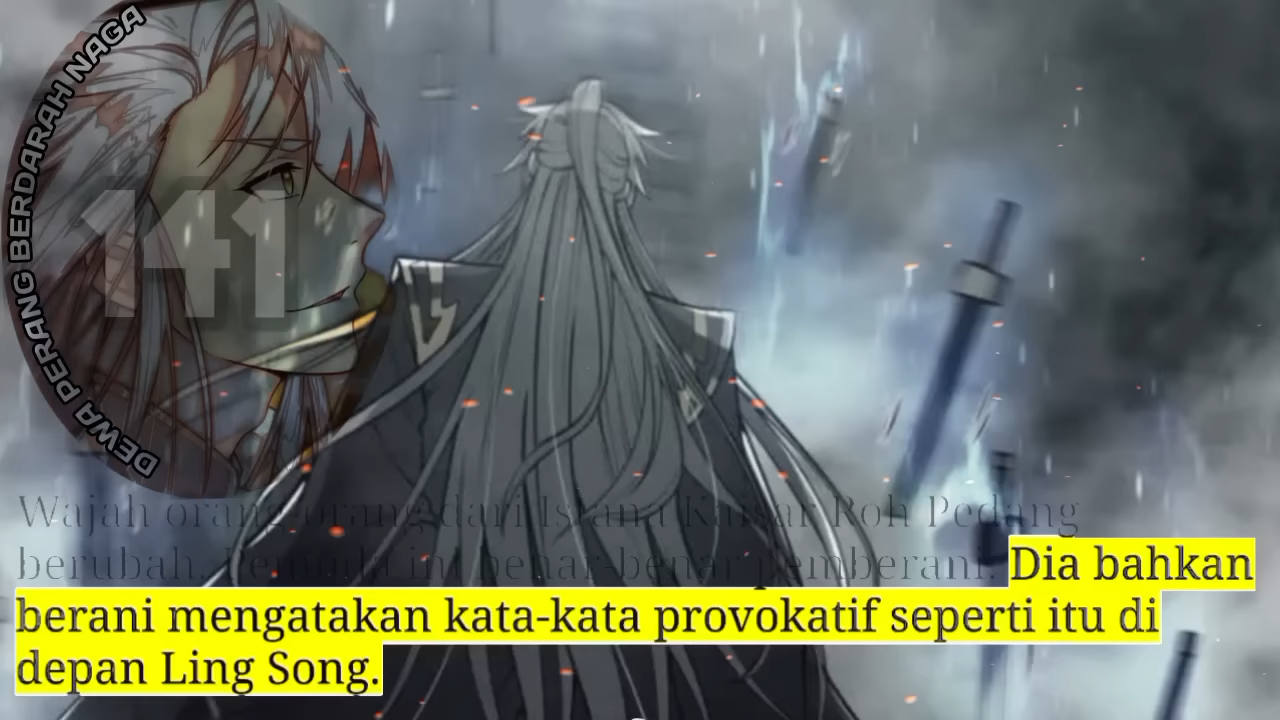 DEWA PERANG BERDARAH NAGA
141
Wajah orang-orang dari Istana Kaisar Roh Pedang
berubah. Pemuda ini benar-benar pemberani. Dia bahkan
berani mengatakan kata-kata provokatif seperti itu di
depan Ling Song.